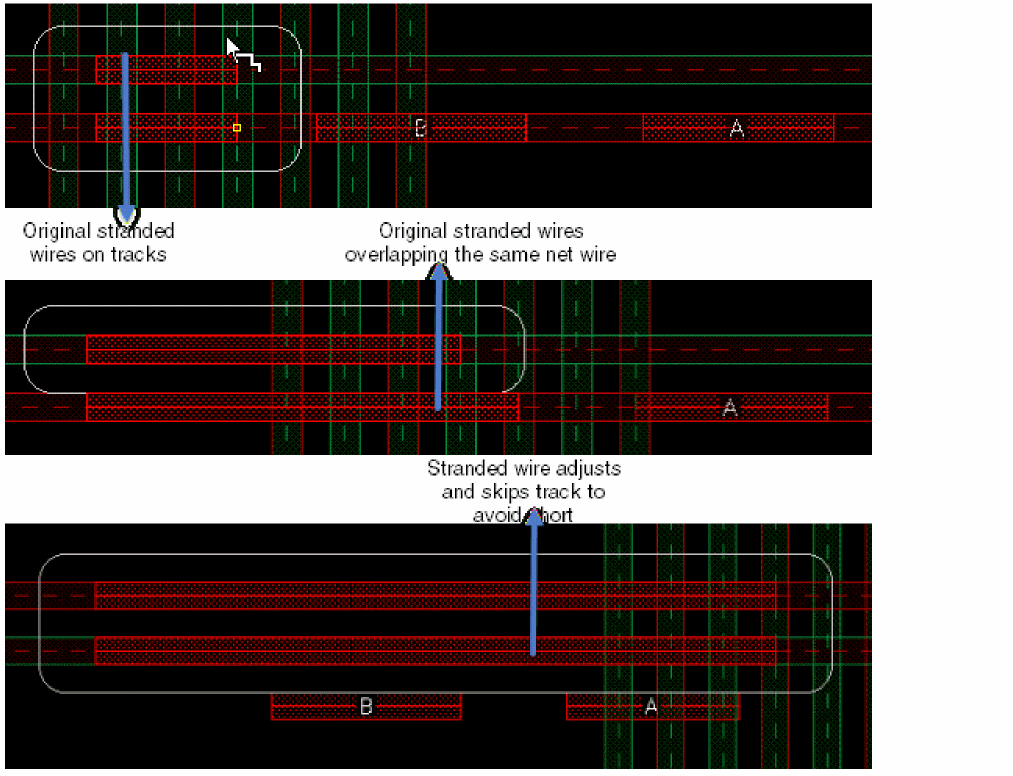 B
A
Original stranded
wires on tracks
Original stranded wires
overlapping the same net wire
A
Stranded wire adjusts
and skips track to
avoid short
B
A